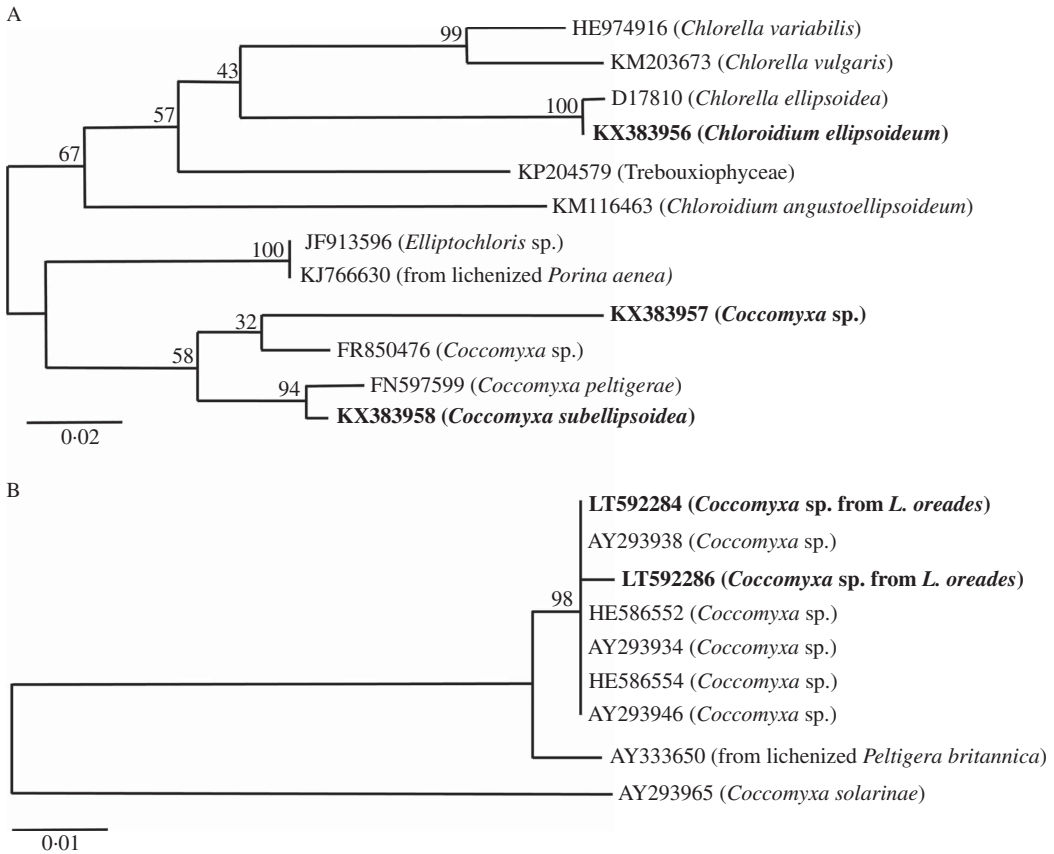 A
99
HE974916 (Chlorella variabilis)
43
KM203673 (Chlorella vulgaris)
100
D17810 (Chlorella ellipsoidea)
57
KX383956 (Chloroidium ellipsoideum)
67
KP204579 (Trebouxiophyceae)
KM116463 (Chloroidium angustoellipsoideum)
100
JF913596 (Elliptochloris sp.)
KJ766630 (from lichenized Porina aenea)
32
KX383957 (Coccomyxa sp.)
58
FR850476 (Coccomyxa sp.)
94
FN597599 (Coccomyxa peltigerae)
KX383958 (Coccomyxa subellipsoidea)
0·02
B
LT592284 (Coccomyxa sp. from L. oreades)
AY293938 (Coccomyxa sp.)
LT592286 (Coccomyxa sp. from L. oreades)
98
HE586552 (Coccomyxa sp.)
AY293934 (Coccomyxa sp.)
HE586554 (Coccomyxa sp.)
AY293946 (Coccomyxa sp.)
AY333650 (from lichenized Peltigera britannica)
AY293965 (Coccomyxa solarinae)
0·01